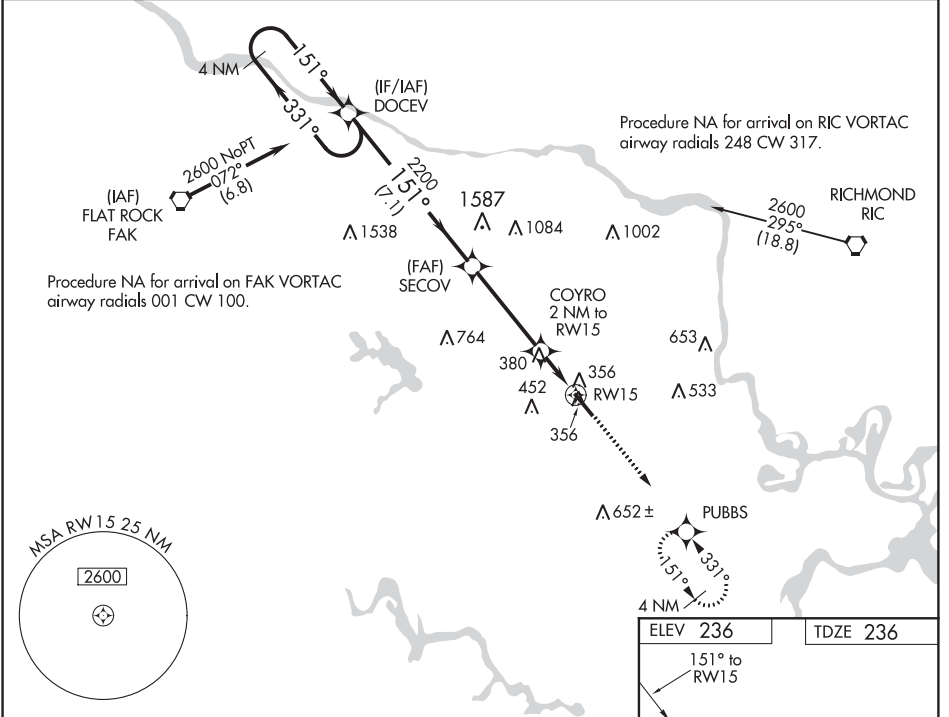 4 NM
151°
331°
(IF/IAF)
DOCEV
2600 NoPT
072°
(6.8)
(IAF)
FLAT ROCK
FAK
Procedure NA for arrival on RIC VORTAC
airway radials 248 CW 317.
RICHMOND
RIC
2600
295°
(18.8)
2200
151°
(7.1)
1587
1538
1084
1002
Procedure NA for arrival on FAK VORTAC
airway radials 001 CW 100.
(FAF)
SECOV
COYRO
2 NM to
RW15
764
380
653
356
452
RW15
533
356
652 ±
PUBBS
151°
331°
4 NM
MSA RW15 25 NM
2600
ELEV 236
TDZE 236
151° to
RW15